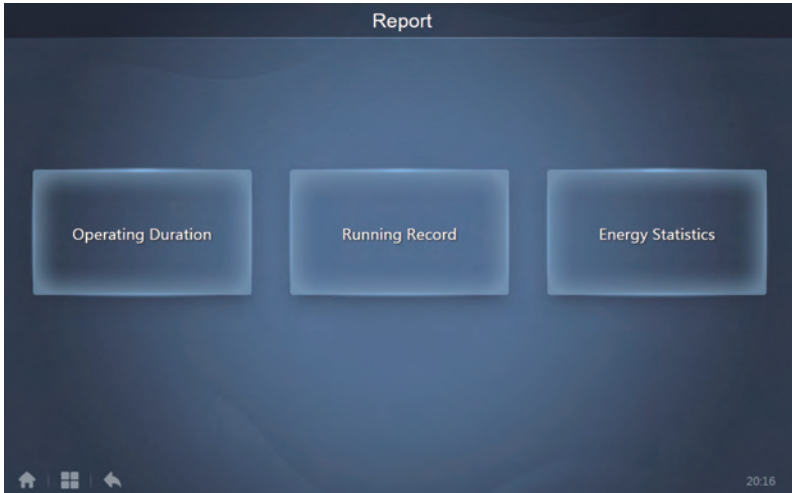 Report
Operating Duration
Running Record
Energy Statistics
20:16